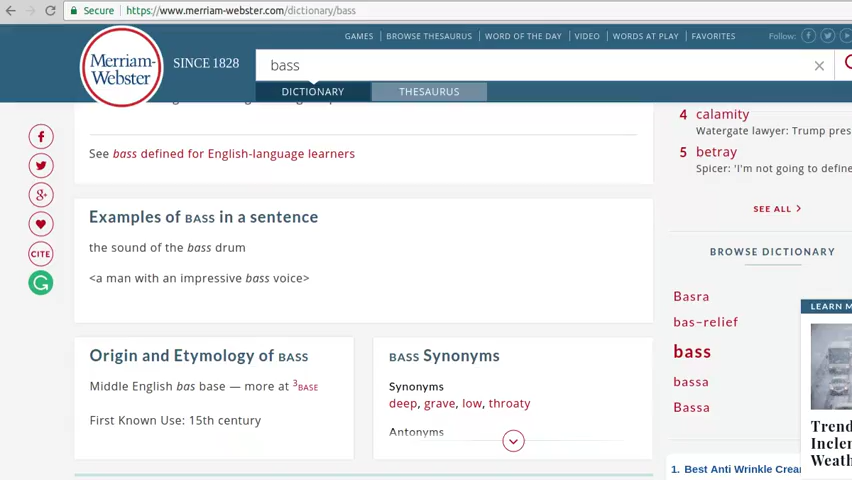 Secure https://www.merriam-webster.com/dictionary/bass
GAMES BROWSE THESAURUS WORD OF THE DAY VIDEO WORDS AT PLAY FAVORITES Follow:
Merriam-
Webster
SINCE 1828
bass
DICTIONARY THESAURUS
See bass defined for English-language learners
Examples of BASS in a sentence
the sound of the bass drum
<a man with an impressive bass voice>
CITE
Origin and Etymology of BASS
Middle English bas base — more at ³BASE
First Known Use: 15th century
BASS Synonyms
Synonyms
deep, grave, low, throaty
Antonyms
4 calamity
Watergate lawyer: Trump pres
5 betray
Spicer: 'I'm not going to define
SEE ALL
BROWSE DICTIONARY
Basra
bas-relief
bass
bassa
Bassa
LEARN M
Trend
Inclen
Weath
1. Best Anti Wrinkle Crear